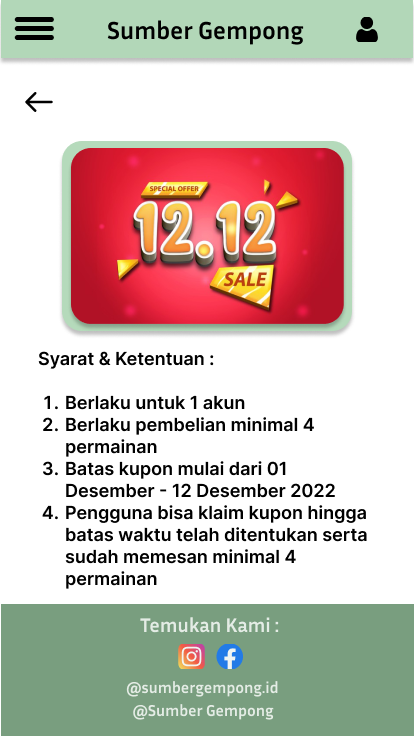 Sumber Gempong
SPECIAL OFFER
12.12
SALE
Syarat & Ketentuan :
1. Berlaku untuk 1 akun
2. Berlaku pembelian minimal 4
permainan
3. Batas kupon mulai dari 01
Desember - 12 Desember 2022
4. Pengguna bisa klaim kupon hingga
batas waktu telah ditentukan serta
sudah memesan minimal 4
permainan
Temukan Kami :
@sumbergempong.id
@Sumber Gempong